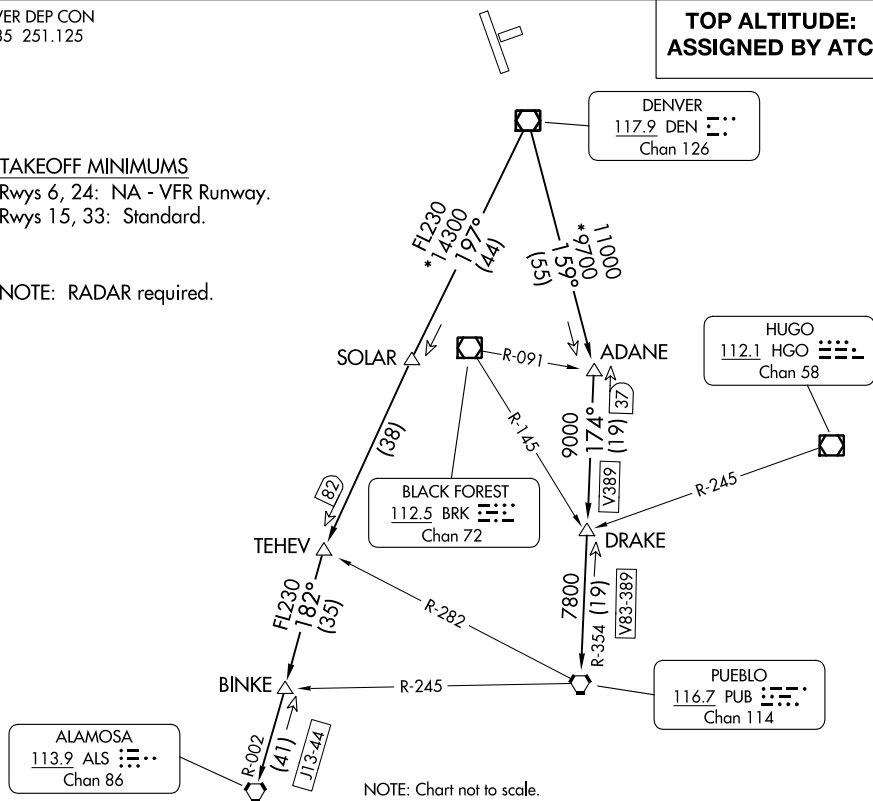 VER DEP CON
35 251.125
TOP ALTITUDE:
ASSIGNED BY ATC
DENVER
117.9 DEN
Chan 126
TAKEOFF MINIMUMS
Rwys 6, 24: NA - VFR Runway.
Rwys 15, 33: Standard.
NOTE: RADAR required.
FL230
*14300
197°
(44)
11000
*9700
159°
(55)
HUGO
112.1 HGO
Chan 58
SOLAR
R-091
ADANE
37
9000
174°
(19)
V389
R-145
R-245
(38)
82
BLACK FOREST
112.5 BRK
Chan 72
TEHEV
DRAKE
FL230
182°
(35)
R-282
7800
R-354 (19)
V83-389
BINKE
R-245
PUEBLO
116.7 PUB
Chan 114
ALAMOSA
113.9 ALS
Chan 86
R-002
(41)
J13-44
NOTE: Chart not to scale.